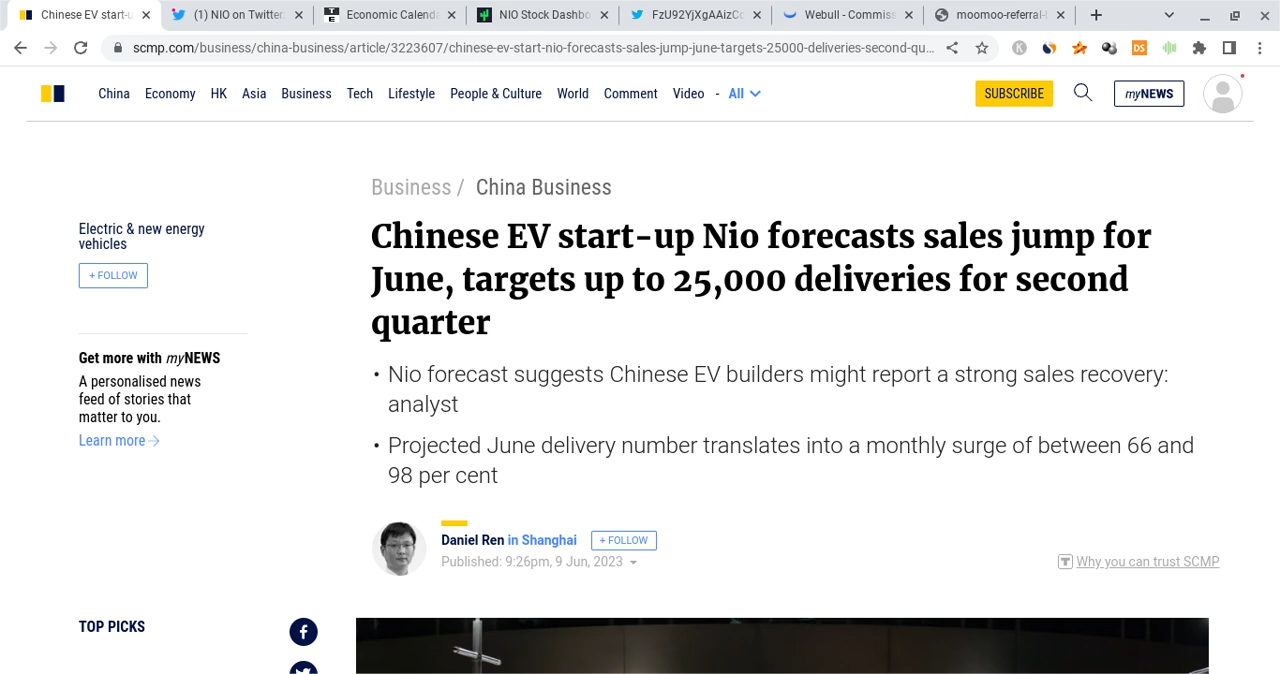 Chinese EV start-u
(1) NIO on Twitter
Economic Calenda
NIO Stock Dashbo
FzU92YjXgAAizCo
Webull - Commiss
moomoo-referral-b
scmp.com/business/china-business/article/3223607/chinese-ev-start-nio-forecasts-sales-jump-june-targets-25000-deliveries-second-qu...
China Economy HK Asia Business Tech Lifestyle People & Culture World Comment Video - All
SUBSCRIBE
myNEWS
Business / China Business
Chinese EV start-up Nio forecasts sales jump for
June, targets up to 25,000 deliveries for second
quarter
Electric & new energy
vehicles
+ FOLLOW
Get more with myNEWS
A personalised news
feed of stories that
matter to you.
Learn more
• Nio forecast suggests Chinese EV builders might report a strong sales recovery:
analyst
• Projected June delivery number translates into a monthly surge of between 66 and
98 per cent
Daniel Ren in Shanghai
+ FOLLOW
Published: 9:26pm, 9 Jun, 2023
Why you can trust SCMP
TOP PICKS